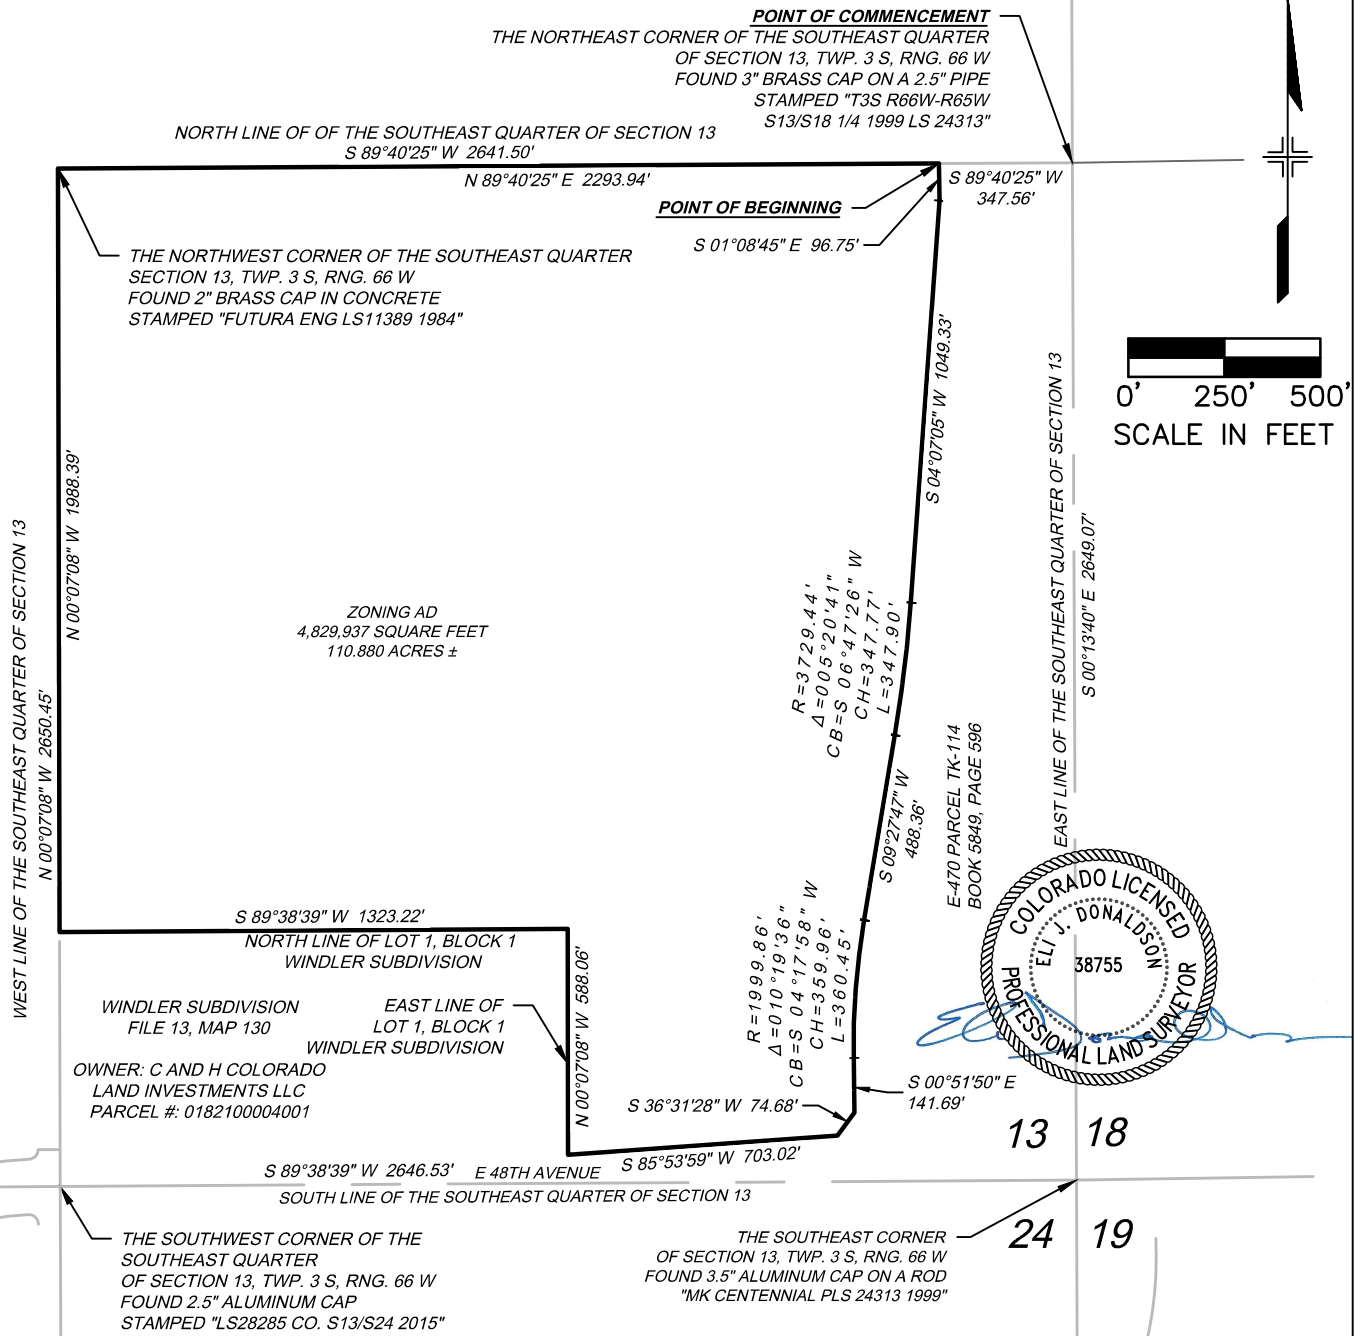 POINT OF COMMENCEMENT
THE NORTHEAST CORNER OF THE SOUTHEAST QUARTER
OF SECTION 13, TWP. 3 S, RNG. 66 W
FOUND 3" BRASS CAP ON A 2.5" PIPE
STAMPED "T3S R66W-R65W
S13/S18 1/4 1999 LS 24313"
NORTH LINE OF OF THE SOUTHEAST QUARTER OF SECTION 13
S 89°40'25" W 2641.50'
N 89°40'25" E 2293.94'
S 89°40'25" W
347.56'
POINT OF BEGINNING
S 01°08'45" E 96.75'
THE NORTHWEST CORNER OF THE SOUTHEAST QUARTER
SECTION 13, TWP. 3 S, RNG. 66 W
FOUND 2" BRASS CAP IN CONCRETE
STAMPED "FUTURA ENG LS11389 1984"
0' 250' 500'
SCALE IN FEET
S 04°07'05" W 1049.33'
EAST LINE OF THE SOUTHEAST QUARTER OF SECTION 13
S 00°13'40" E 2649.07'
N 00°07'08" W 1988.39'
WEST LINE OF THE SOUTHEAST QUARTER OF SECTION 13
N 00°07'08" W 2650.45'
ZONING AD
4,829,937 SQUARE FEET
110.880 ACRES ±
R=3729.44'
Δ=005°20'41"
CB=S 06°47'26" W
CH=347.77'
L=347.90'
E-470 PARCEL TK-114
BOOK 5849, PAGE 596
S 09°27'47" W
488.36'
COLORADO LICENSED
ELI J. DONALDSON
38755
PROFESSIONAL LAND SURVEYOR
S 89°38'39" W 1323.22'
NORTH LINE OF LOT 1, BLOCK 1
WINDLER SUBDIVISION
R=1999.86'
Δ=010°19'36"
CB=S 04°17'58" W
CH=359.96'
L=360.45'
N 00°07'08" W 588.06'
WINDLER SUBDIVISION
FILE 13, MAP 130
EAST LINE OF
LOT 1, BLOCK 1
WINDLER SUBDIVISION
OWNER: C AND H COLORADO
LAND INVESTMENTS LLC
PARCEL #: 0182100004001
S 00°51'50" E
141.69'
S 36°31'28" W 74.68'
13 18
S 85°53'59" W 703.02'
S 89°38'39" W 2646.53'
E 48TH AVENUE
SOUTH LINE OF THE SOUTHEAST QUARTER OF SECTION 13
24 19
THE SOUTHWEST CORNER OF THE
SOUTHEAST QUARTER
OF SECTION 13, TWP. 3 S, RNG. 66 W
FOUND 2.5" ALUMINUM CAP
STAMPED "LS28285 CO. S13/S24 2015"
THE SOUTHEAST CORNER
OF SECTION 13, TWP. 3 S, RNG. 66 W
FOUND 3.5" ALUMINUM CAP ON A ROD
"MK CENTENNIAL PLS 24313 1999"